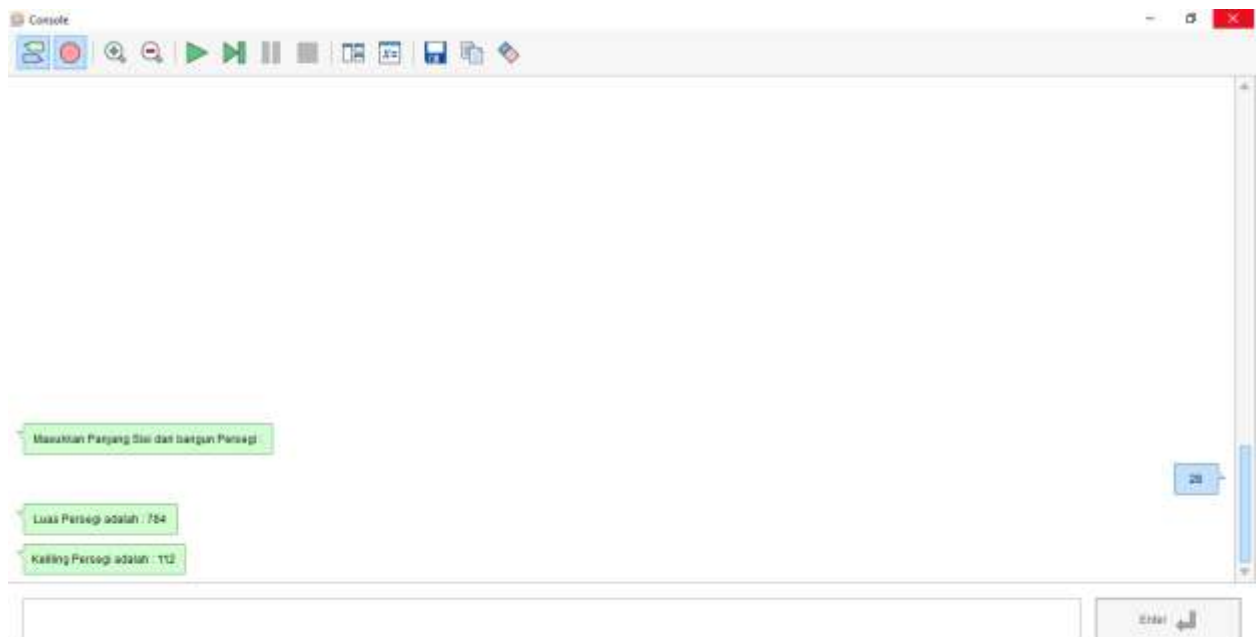 Console
Masukkan Panjang Sisi dari bangun Persegi
28
Luas Persegi adalah : 784
Keliling Persegi adalah : 112
Enter